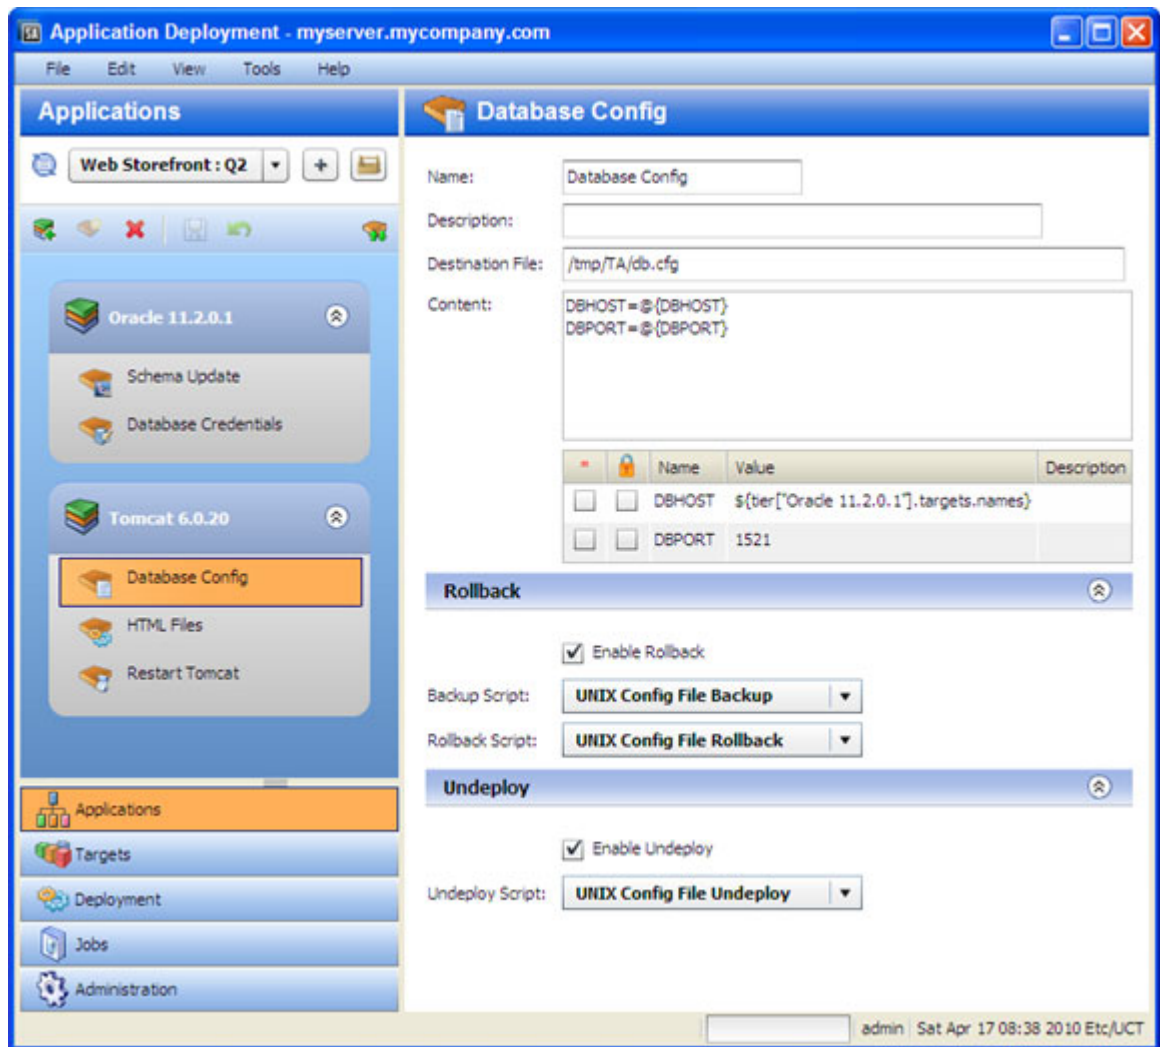 Application Deployment - myserver.mycompany.com
File Edit View Tools Help
Applications
Web Storefront : Q2
Oracle 11.2.0.1
Schema Update
Database Credentials
Tomcat 6.0.20
Database Config
HTML Files
Restart Tomcat
Applications
Targets
Deployment
Jobs
Administration
Database Config
Name: Database Config
Description:
Destination File: /tmp/TA/db.cfg
Content: DBHOST=@{DBHOST}
DBPORT=@{DBPORT}
* Name Value Description
DBHOST ${tier["Oracle 11.2.0.1"].targets.names}
DBPORT 1521
Rollback
Enable Rollback
Backup Script: UNIX Config File Backup
Rollback Script: UNIX Config File Rollback
Undeploy
Enable Undeploy
Undeploy Script: UNIX Config File Undeploy
admin Sat Apr 17 08:38 2010 Etc/UCT